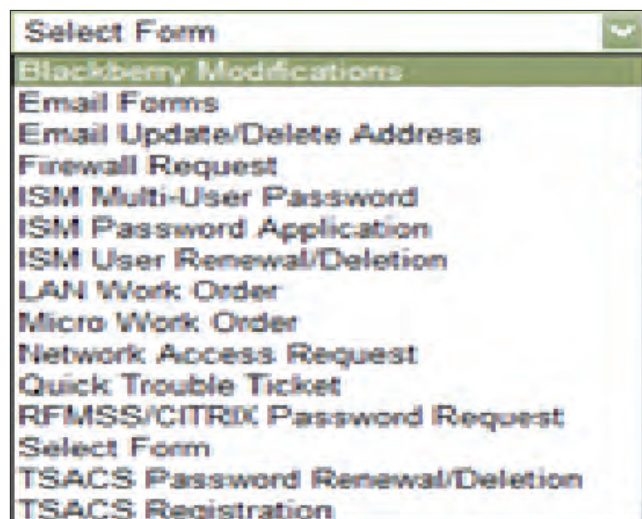 Select Form
Blackberry Modifications
Email Forms
Email Update/Delete Address
Firewall Request
ISM Multi-User Password
ISM Password Application
ISM User Renewal/Deletion
LAN Work Order
Micro Work Order
Network Access Request
Quick Trouble Ticket
RFMSS/CITRIX Password Request
Select Form
TSACS Password Renewal/Deletion
TSACS Registration